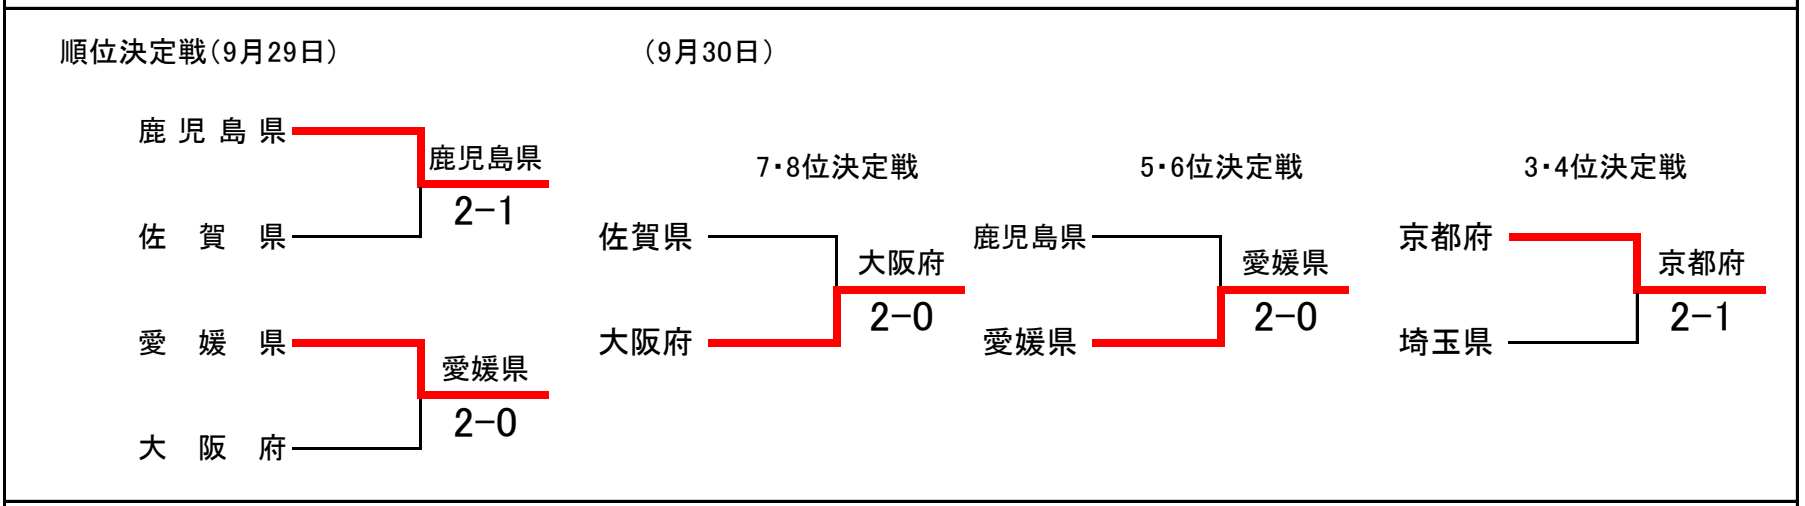 順位決定戦（9月29日）
（9月30日）
鹿児島県
鹿児島県
2-1
佐賀県
愛媛県
愛媛県
2-0
大阪府
7・8位決定戦
佐賀県
大阪府
2-0
大阪府
5・6位決定戦
鹿児島県
愛媛県
2-0
愛媛県
3・4位決定戦
京都府
京都府
2-1
埼玉県